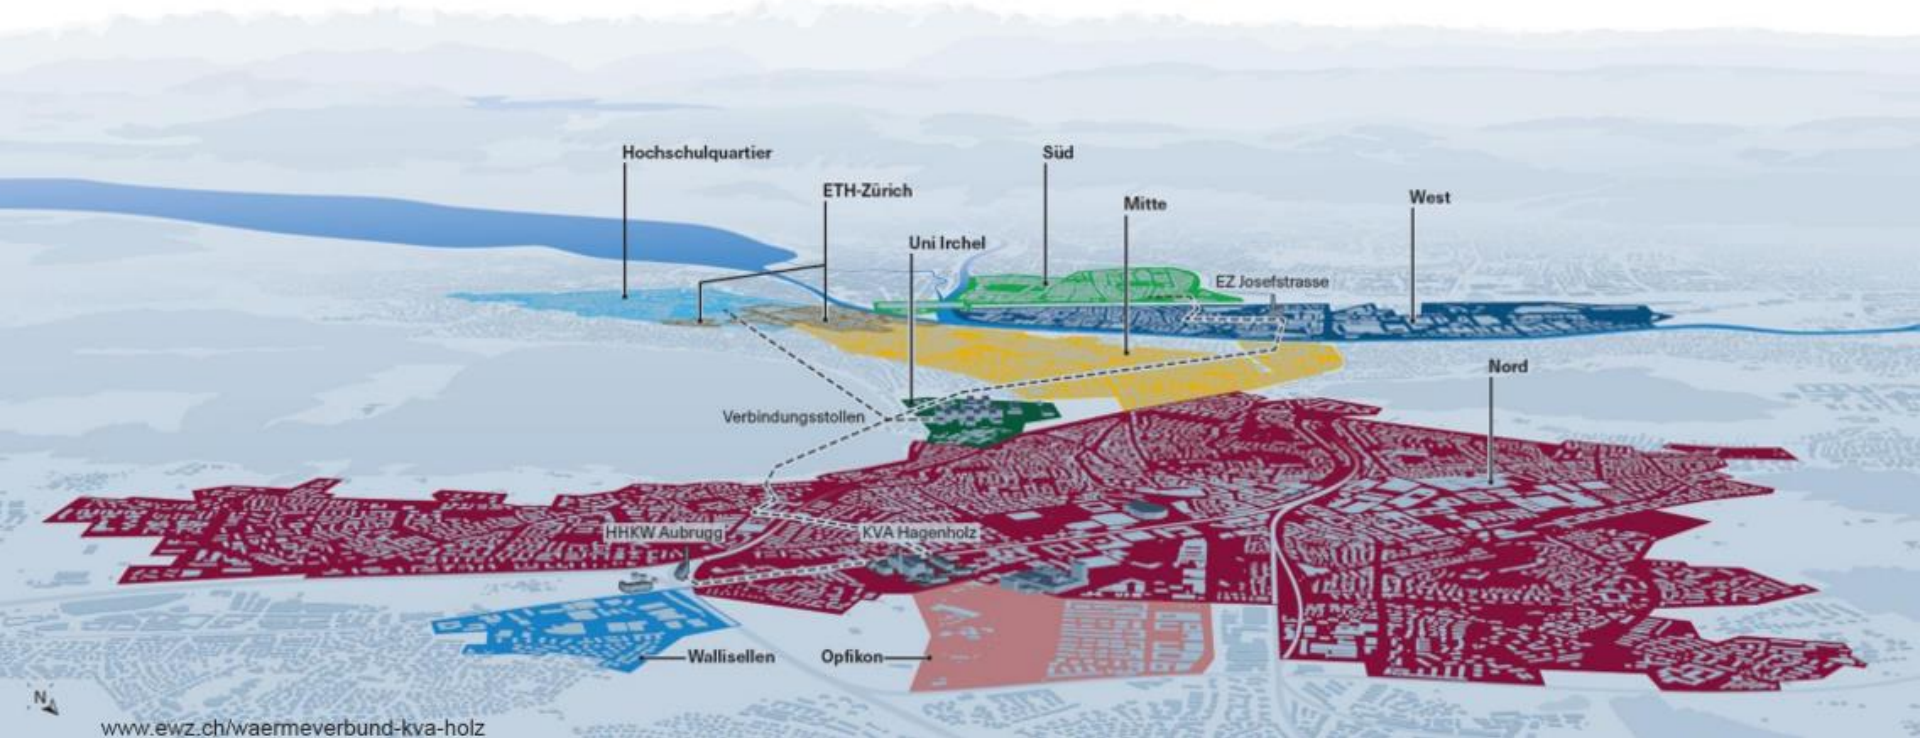 Hochschulquartier
Süd
ETH-Zürich
West
Mitte
Uni Irchel
EZ Josefstrasse
Nord
Verbindungsstollen
HHKW Aubrugg
KVA Hagenholz
Wallisellen
Opfikon
N
www.ewz.ch/waermeverbund-kva-holz